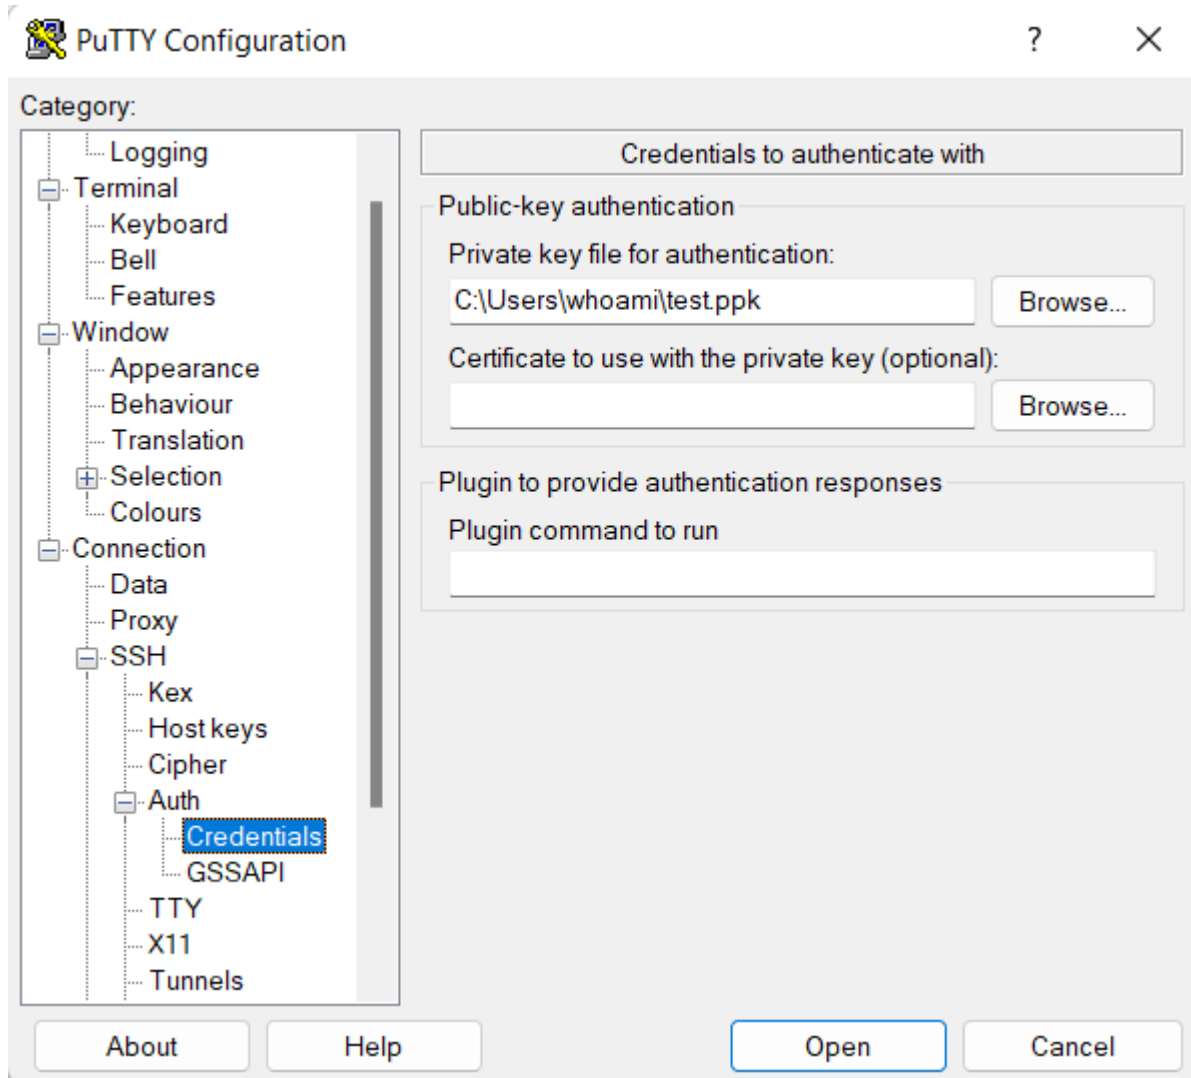 PuTTY Configuration
?
Category:
Logging
Terminal
Keyboard
Bell
Features
Window
Appearance
Behaviour
Translation
Selection
Colours
Connection
Data
Proxy
SSH
Kex
Host keys
Cipher
Auth
Credentials
GSSAPI
TTY
X11
Tunnels
Credentials to authenticate with
Public-key authentication
Private key file for authentication:
C:\Users\whoami\test.ppk
Browse...
Certificate to use with the private key (optional):
Browse...
Plugin to provide authentication responses
Plugin command to run
About
Help
Open
Cancel